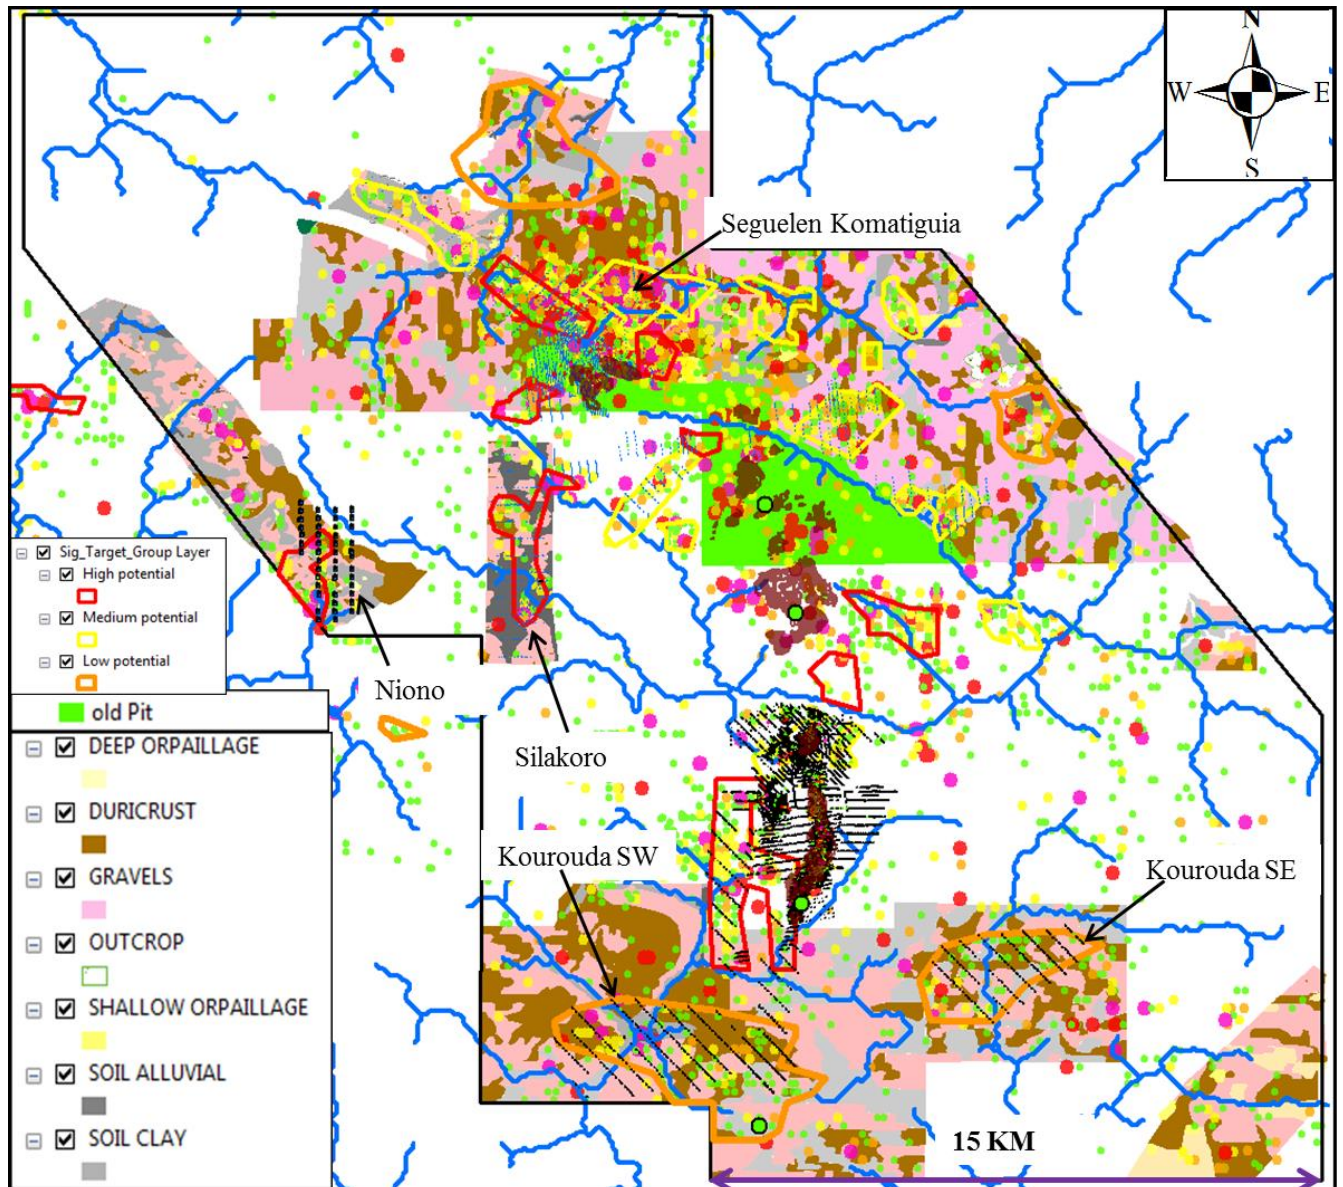 N
W E
S
Seguelen Komatiguia
Sig_Target_Group Layer
High potential
Medium potential
Low potential
Niono
old Pit
Silakoro
DEEP ORPAILLAGE
DURICRUST
GRAVELS
OUTCROP
SHALLOW ORPAILLAGE
SOIL ALLUVIAL
SOIL CLAY
Kourouda SW
Kourouda SE
15 KM